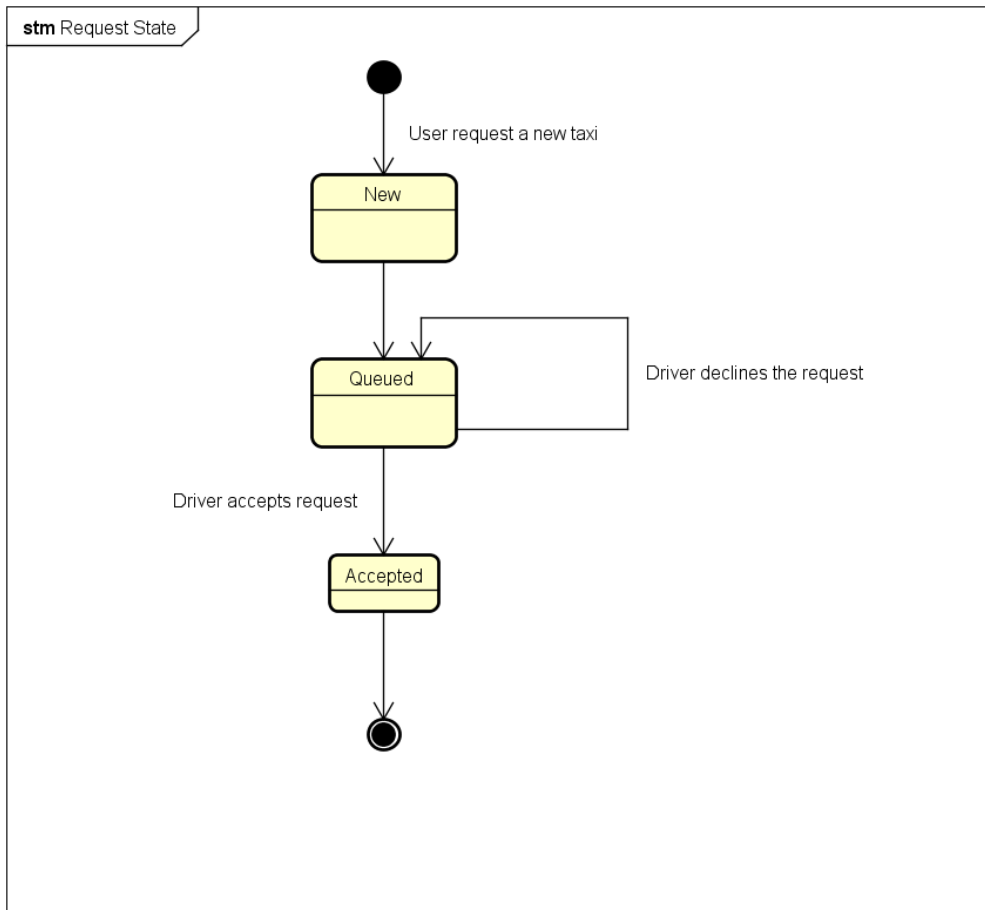 stm Request State
User request a new taxi
New
Queued
Driver declines the request
Driver accepts request
Accepted